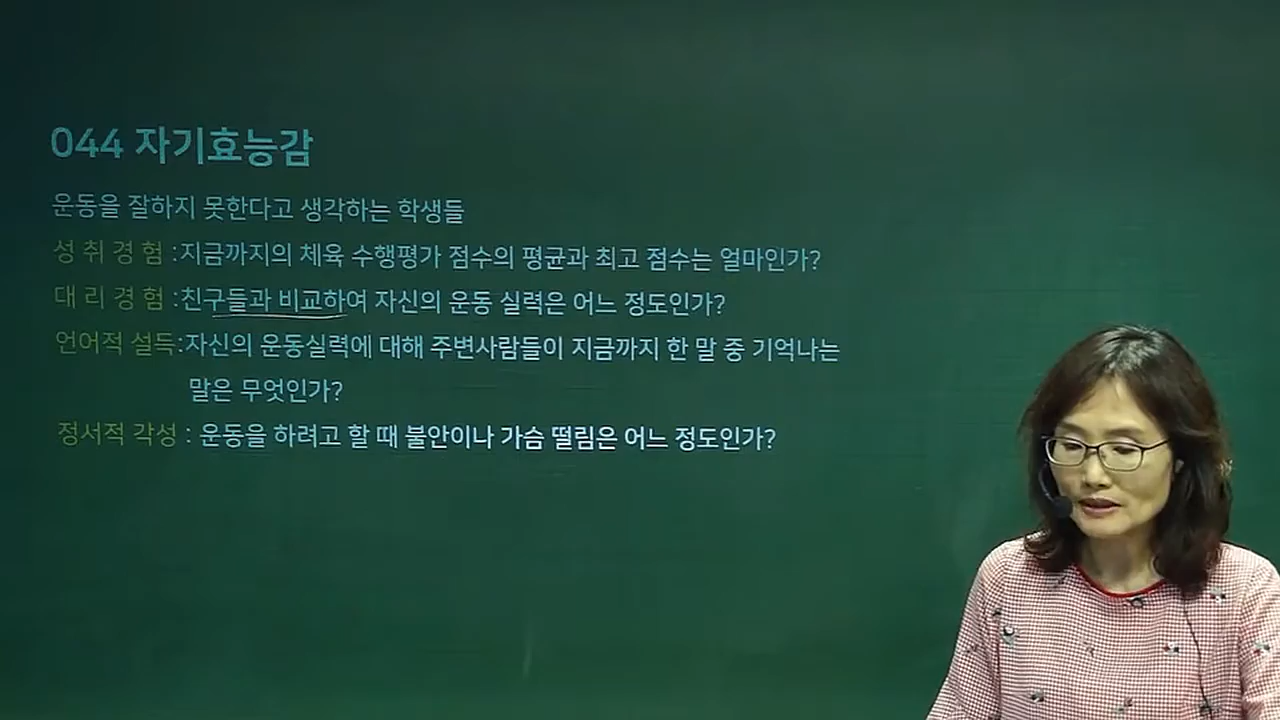 044 자기효능감
운동을 잘하지 못한다고 생각하는 학생들
성 취 경 험 :지금까지의 체육 수행평가 점수의 평균과 최고 점수는 얼마인가?
대 리 경 험 :친구들과 비교하여 자신의 운동 실력은 어느 정도인가?
언어적 설득:자신의 운동실력에 대해 주변사람들이 지금까지 한 말 중 기억나는
말은 무엇인가?
정서적 각성 : 운동을 하려고 할 때 불안이나 가슴 떨림은 어느 정도인가?